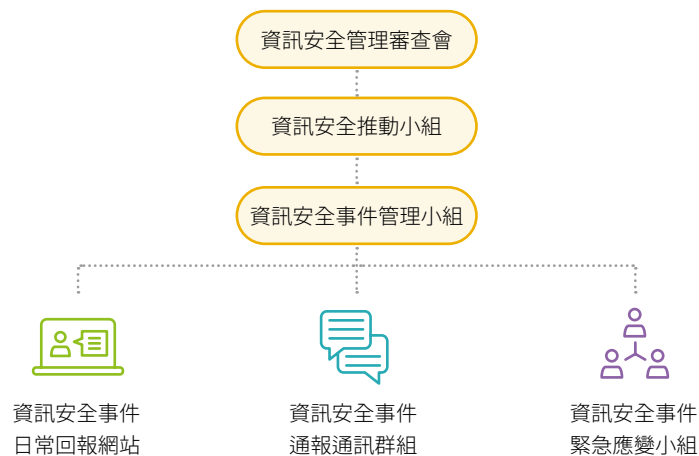 資訊安全管理審查會
資訊安全推動小組
資訊安全事件管理小組
資訊安全事件
日常回報網站
資訊安全事件
通報通訊群組
資訊安全事件
緊急應變小組